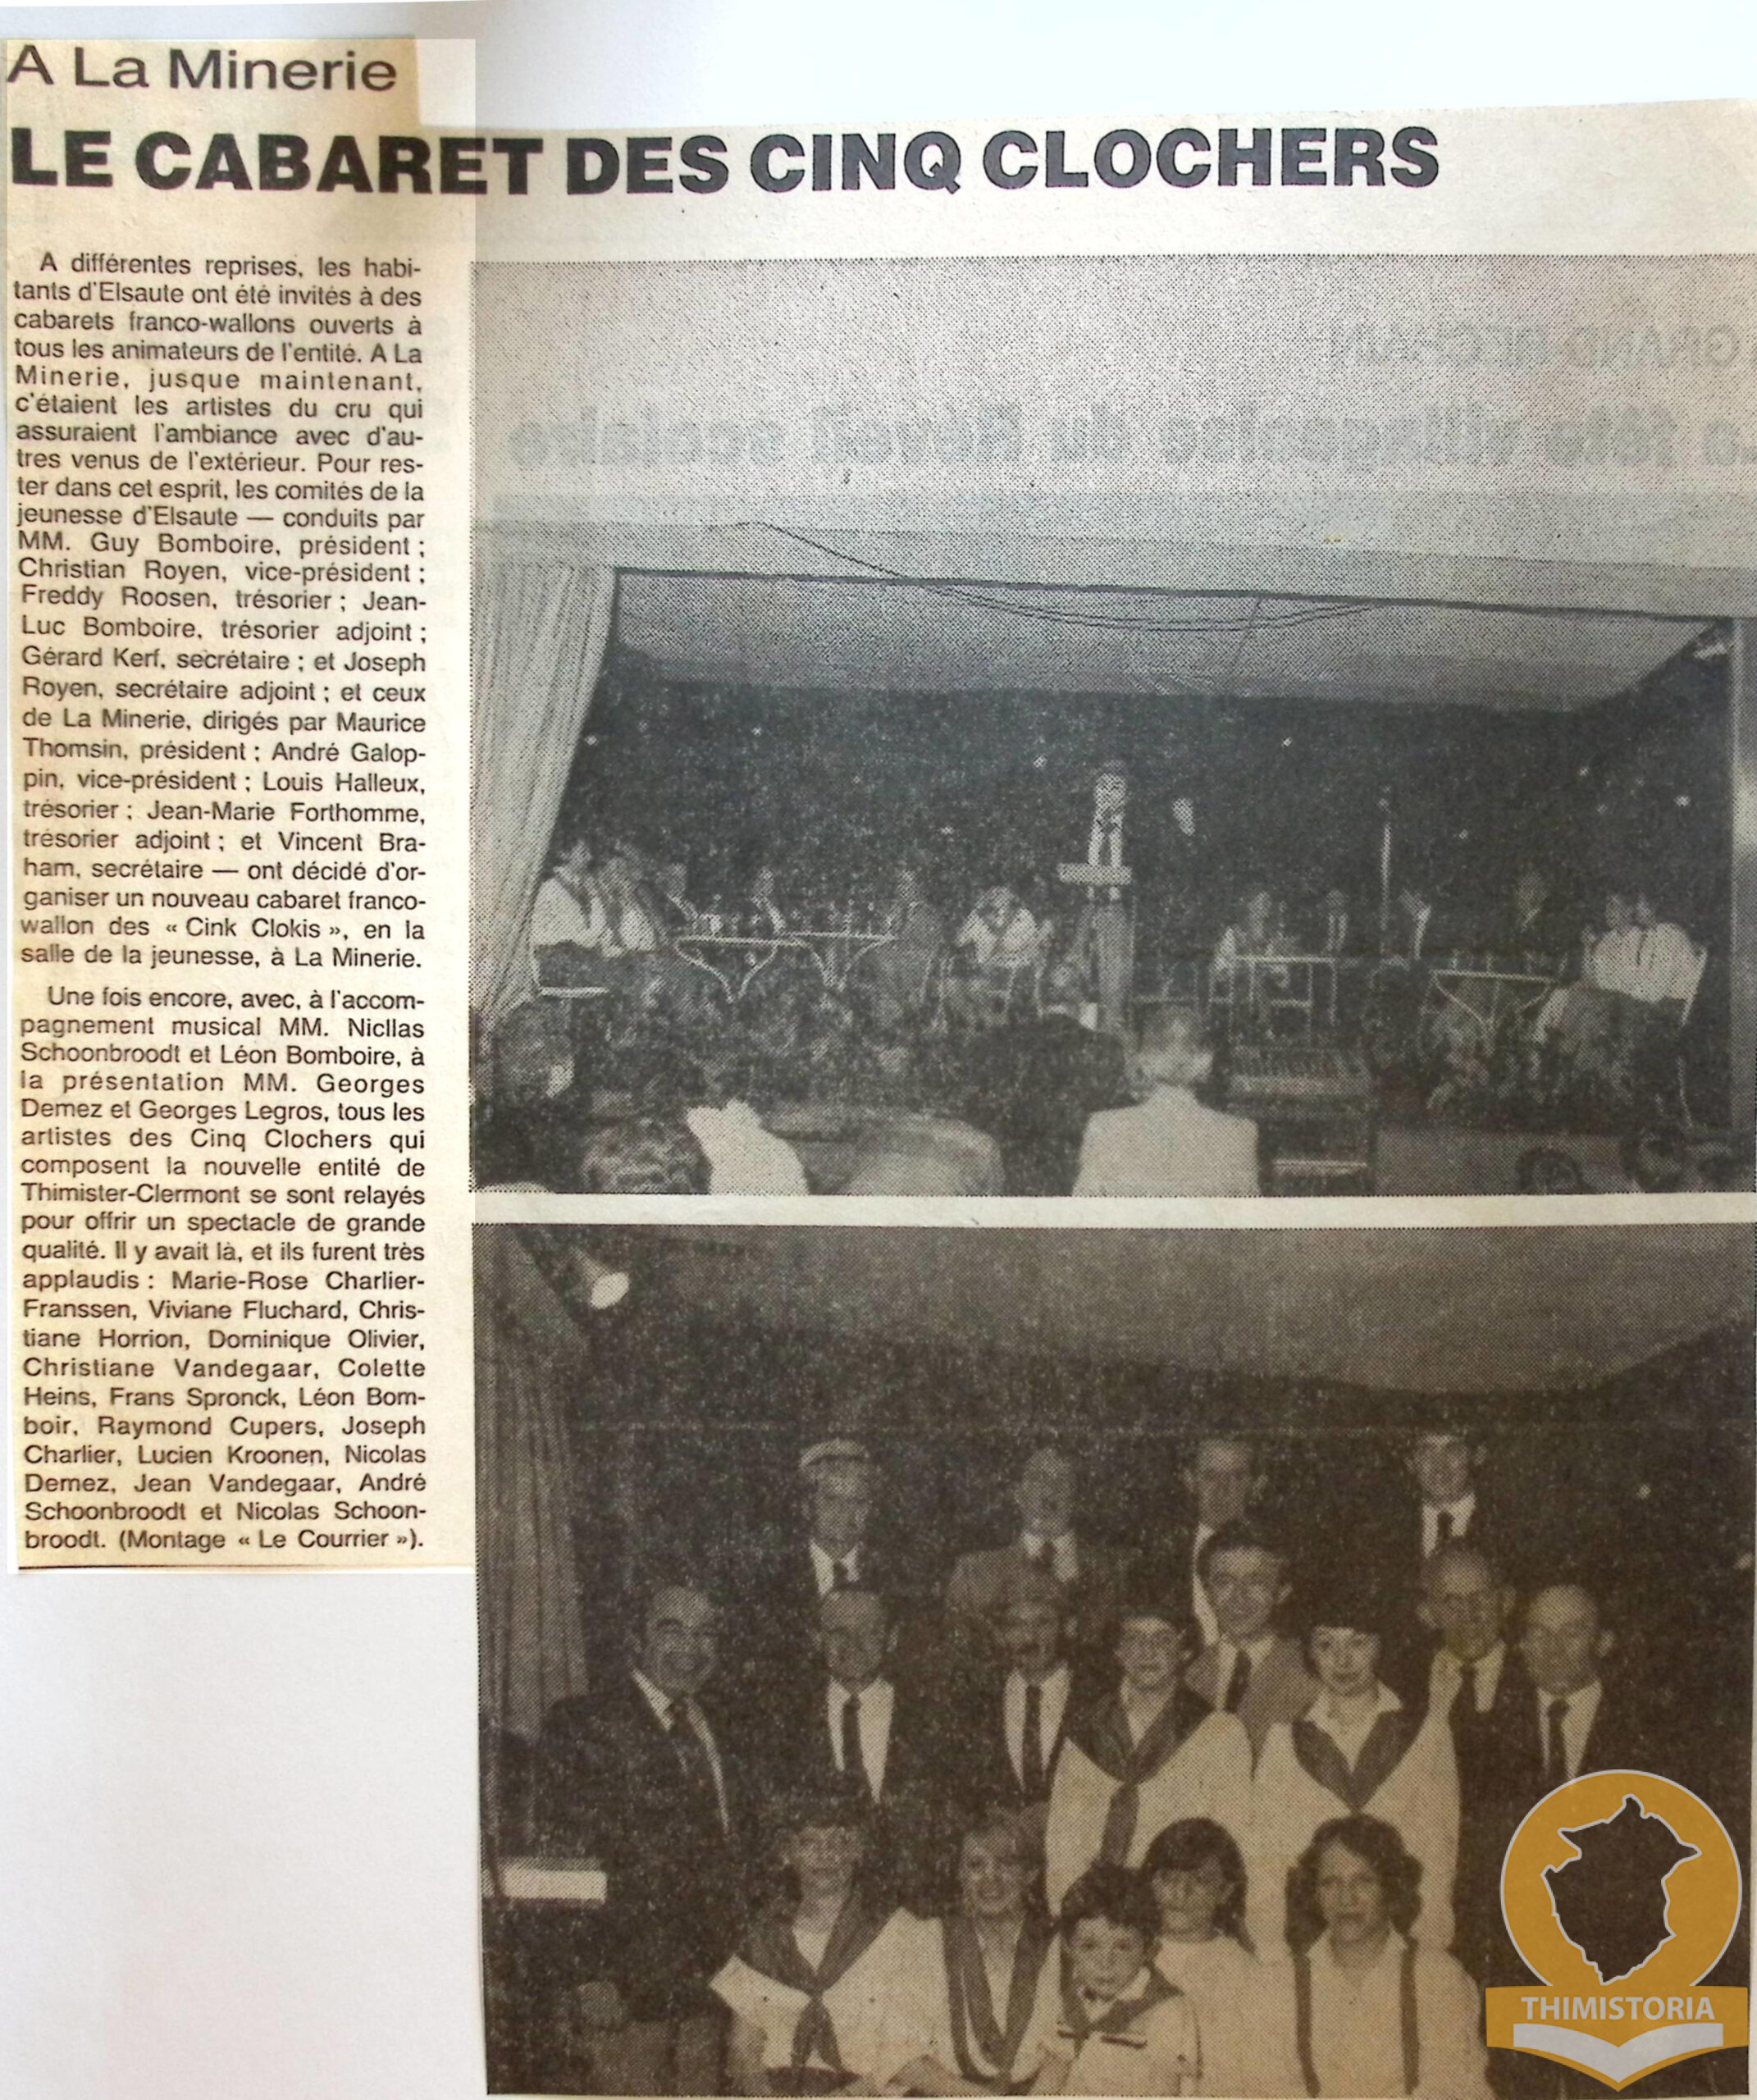 A La Minerie
LE CABARET DES CINQ CLOCHERS
A différentes reprises, les habi-
tants d'Elsaute ont été invités à des
cabarets franco-wallons ouverts à
tous les animateurs de l'entité. A La
Minerie, jusque maintenant,
c'étaient les artistes du cru qui
assuraient l'ambiance avec d'au-
tres venus de l'extérieur. Pour res-
ter dans cet esprit, les comités de la
jeunesse d'Elsaute — conduits par
MM. Guy Bomboire, président ;
Christian Royen, vice-président ;
Freddy Roosen, trésorier ; Jean-
Luc Bomboire, trésorier adjoint ;
Gérard Kerf, secrétaire ; et Joseph
Royen, secrétaire adjoint ; et ceux
de La Minerie, dirigés par Maurice
Thomsin, président ; André Galop-
pin, vice-président ; Louis Halleux,
trésorier ; Jean-Marie Forthomme,
trésorier adjoint ; et Vincent Bra-
ham, secrétaire — ont décidé d'or-
ganiser un nouveau cabaret franco-
wallon des « Cink Clokis », en la
salle de la jeunesse, à La Minerie.
Une fois encore, avec, à l'accom-
pagnement musical MM. Nicllas
Schoonbroodt et Léon Bomboire, à
la présentation MM. Georges
Demez et Georges Legros, tous les
artistes des Cinq Clochers qui
composent la nouvelle entité de
Thimister-Clermont se sont relayés
pour offrir un spectacle de grande
qualité. Il y avait là, et ils furent très
applaudis : Marie-Rose Charlier-
Franssen, Viviane Fluchard, Chris-
tiane Horrion, Dominique Olivier,
Christiane Vandegaar, Colette
Heins, Frans Spronck, Léon Bom-
boir, Raymond Cupers, Joseph
Charlier, Lucien Kroonen, Nicolas
Demez, Jean Vandegaar, André
Schoonbroodt et Nicolas Schoon-
broodt. (Montage « Le Courrier »).
THIMISTORIA